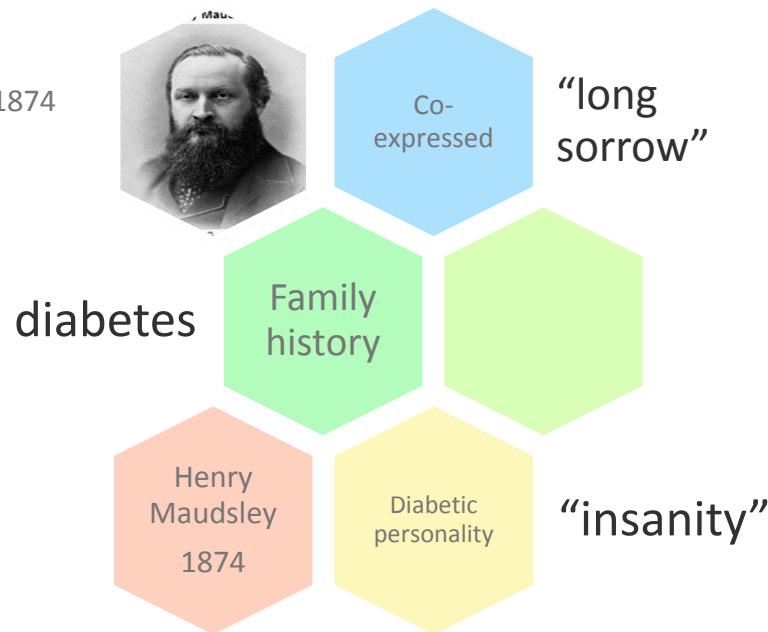 1874
Co-
expressed
“long
sorrow”
diabetes
Family
history
Henry
Maudsley
1874
Diabetic
personality
“insanity”